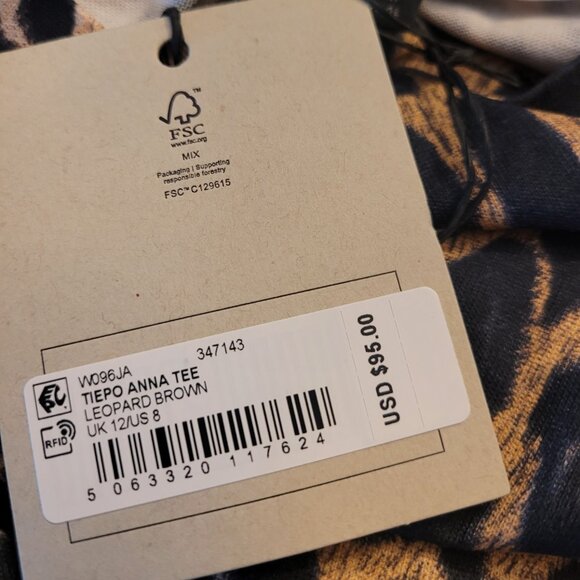 FSC™
www.fsc.org
MIX
Packaging | Supporting
responsible forestry
FSC™ C129615
347143
W096JA
TIEPO ANNA TEE
LEOPARD BROWN
UK 12/US 8
RFID
5 063320 117624
USD $95.00